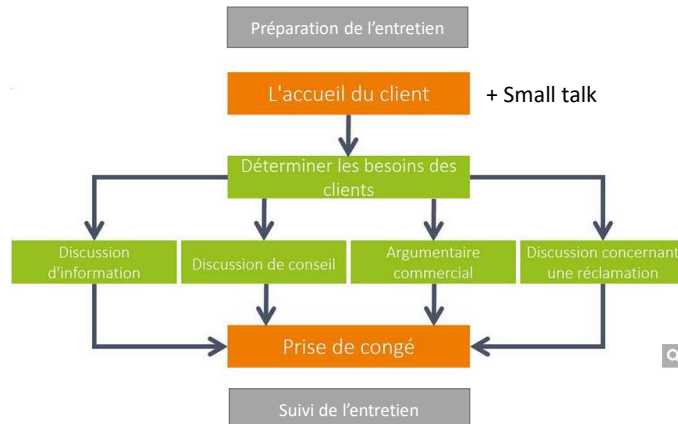 Préparation de l’entretien
L'accueil du client
+ Small talk
Déterminer les besoins des
clients
Discussion
d'information
Discussion de conseil
Argumentaire
commercial
Discussion concernant
une réclamation
Prise de congé
Suivi de l’entretien